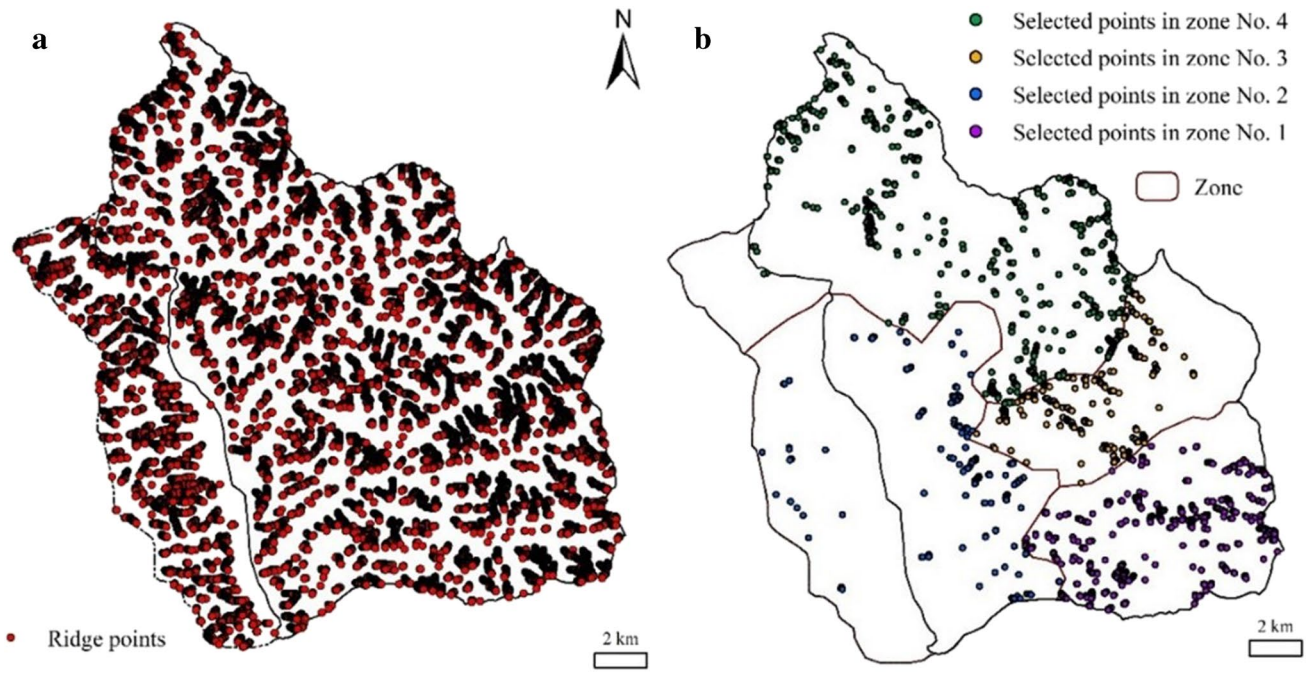 a
N
Ridge points
2 km
b
Selected points in zone No. 4
Selected points in zone No. 3
Selected points in zone No. 2
Selected points in zone No. 1
Zone
2 km